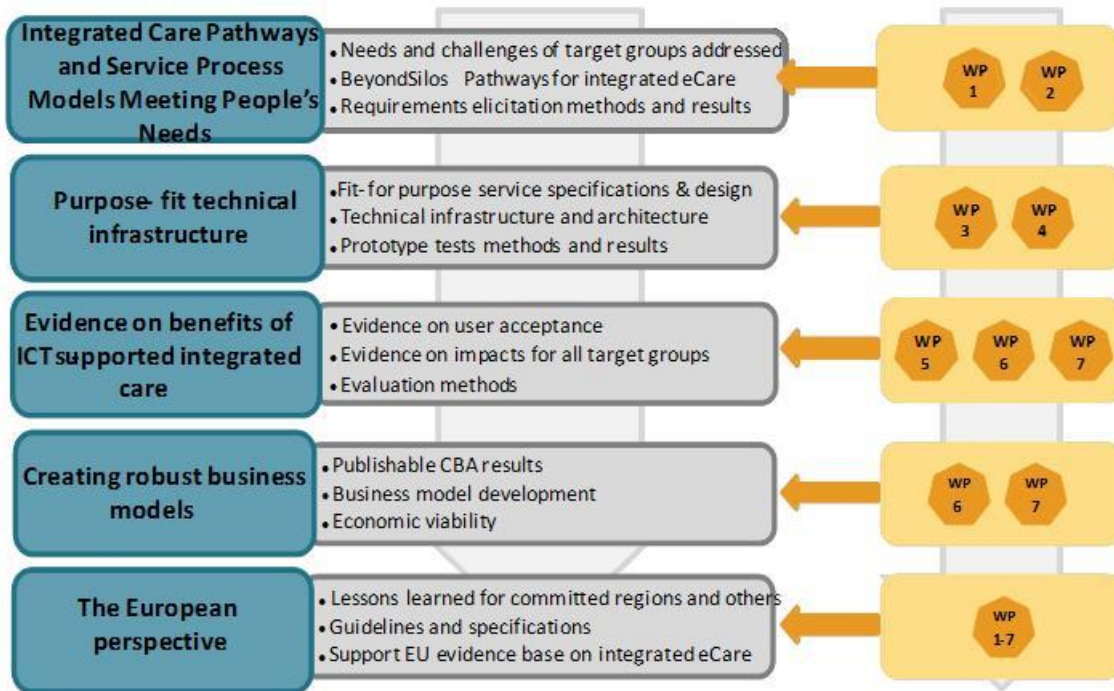 Integrated Care Pathways
and Service Process
Models Meeting People's
Needs
• Needs and challenges of target groups addressed
• BeyondSilos Pathways for integrated eCare
• Requirements elicitation methods and results
WP
1
WP
2
Purpose- fit technical
infrastructure
• Fit- for purpose service specifications & design
• Technical infrastructure and architecture
• Prototype tests methods and results
WP
3
WP
4
Evidence on benefits of
ICT supported integrated
care
• Evidence on user acceptance
• Evidence on impacts for all target groups
• Evaluation methods
WP
5
WP
6
WP
7
Creating robust business
models
• Publishable CBA results
• Business model development
• Economic viability
WP
6
WP
7
The European
perspective
• Lessons learned for committed regions and others
• Guidelines and specifications
• Support EU evidence base on integrated eCare
WP
1-7